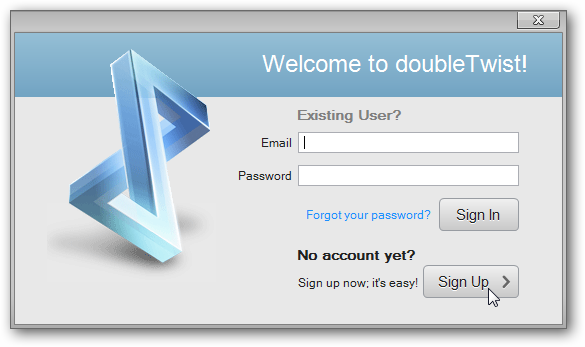 Welcome to doubleTwist!
Existing User?
Email
Password
Forgot your password? Sign In
No account yet?
Sign up now; it's easy! Sign Up